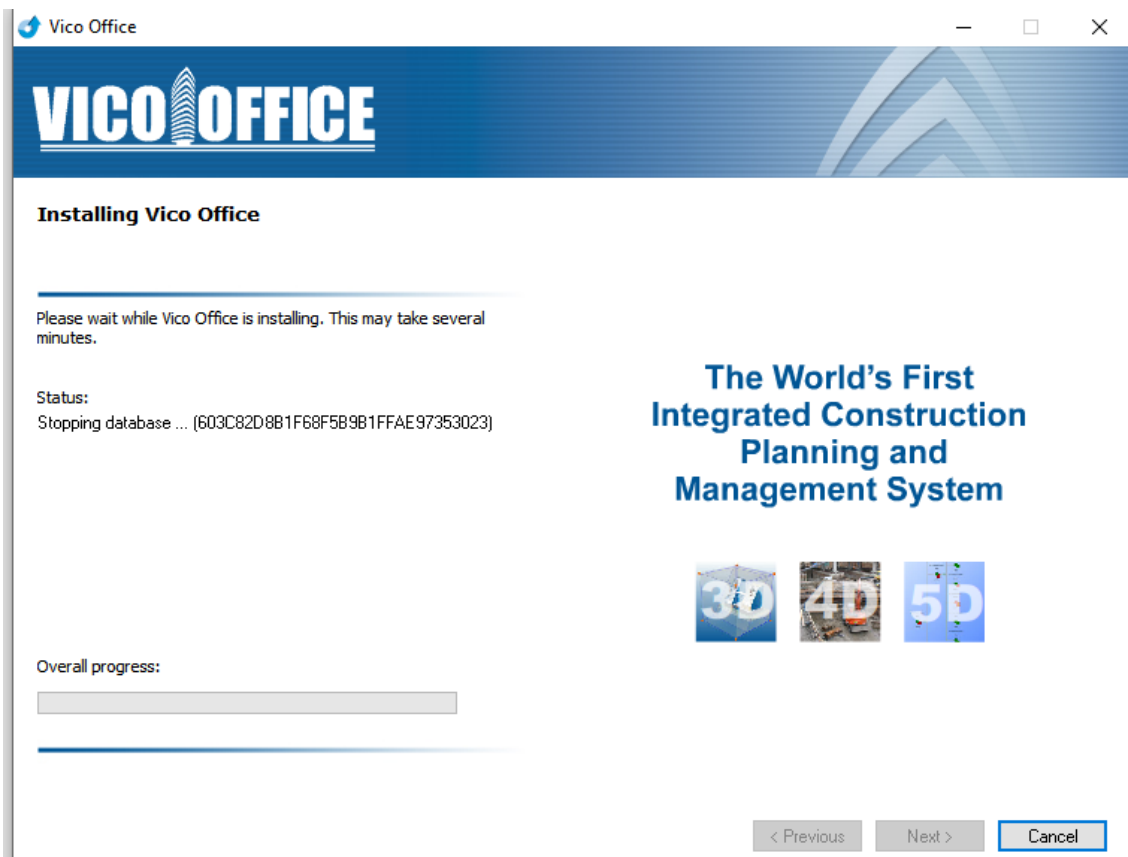 Vico Office
VICO OFFICE
Installing Vico Office
Please wait while Vico Office is installing. This may take several
minutes.
Status:
Stopping database ... (603C82D8B1F68F5B9B1FFAE97353023)
The World's First
Integrated Construction
Planning and
Management System
3D 4D 5D
Overall progress:
< Previous Next > Cancel